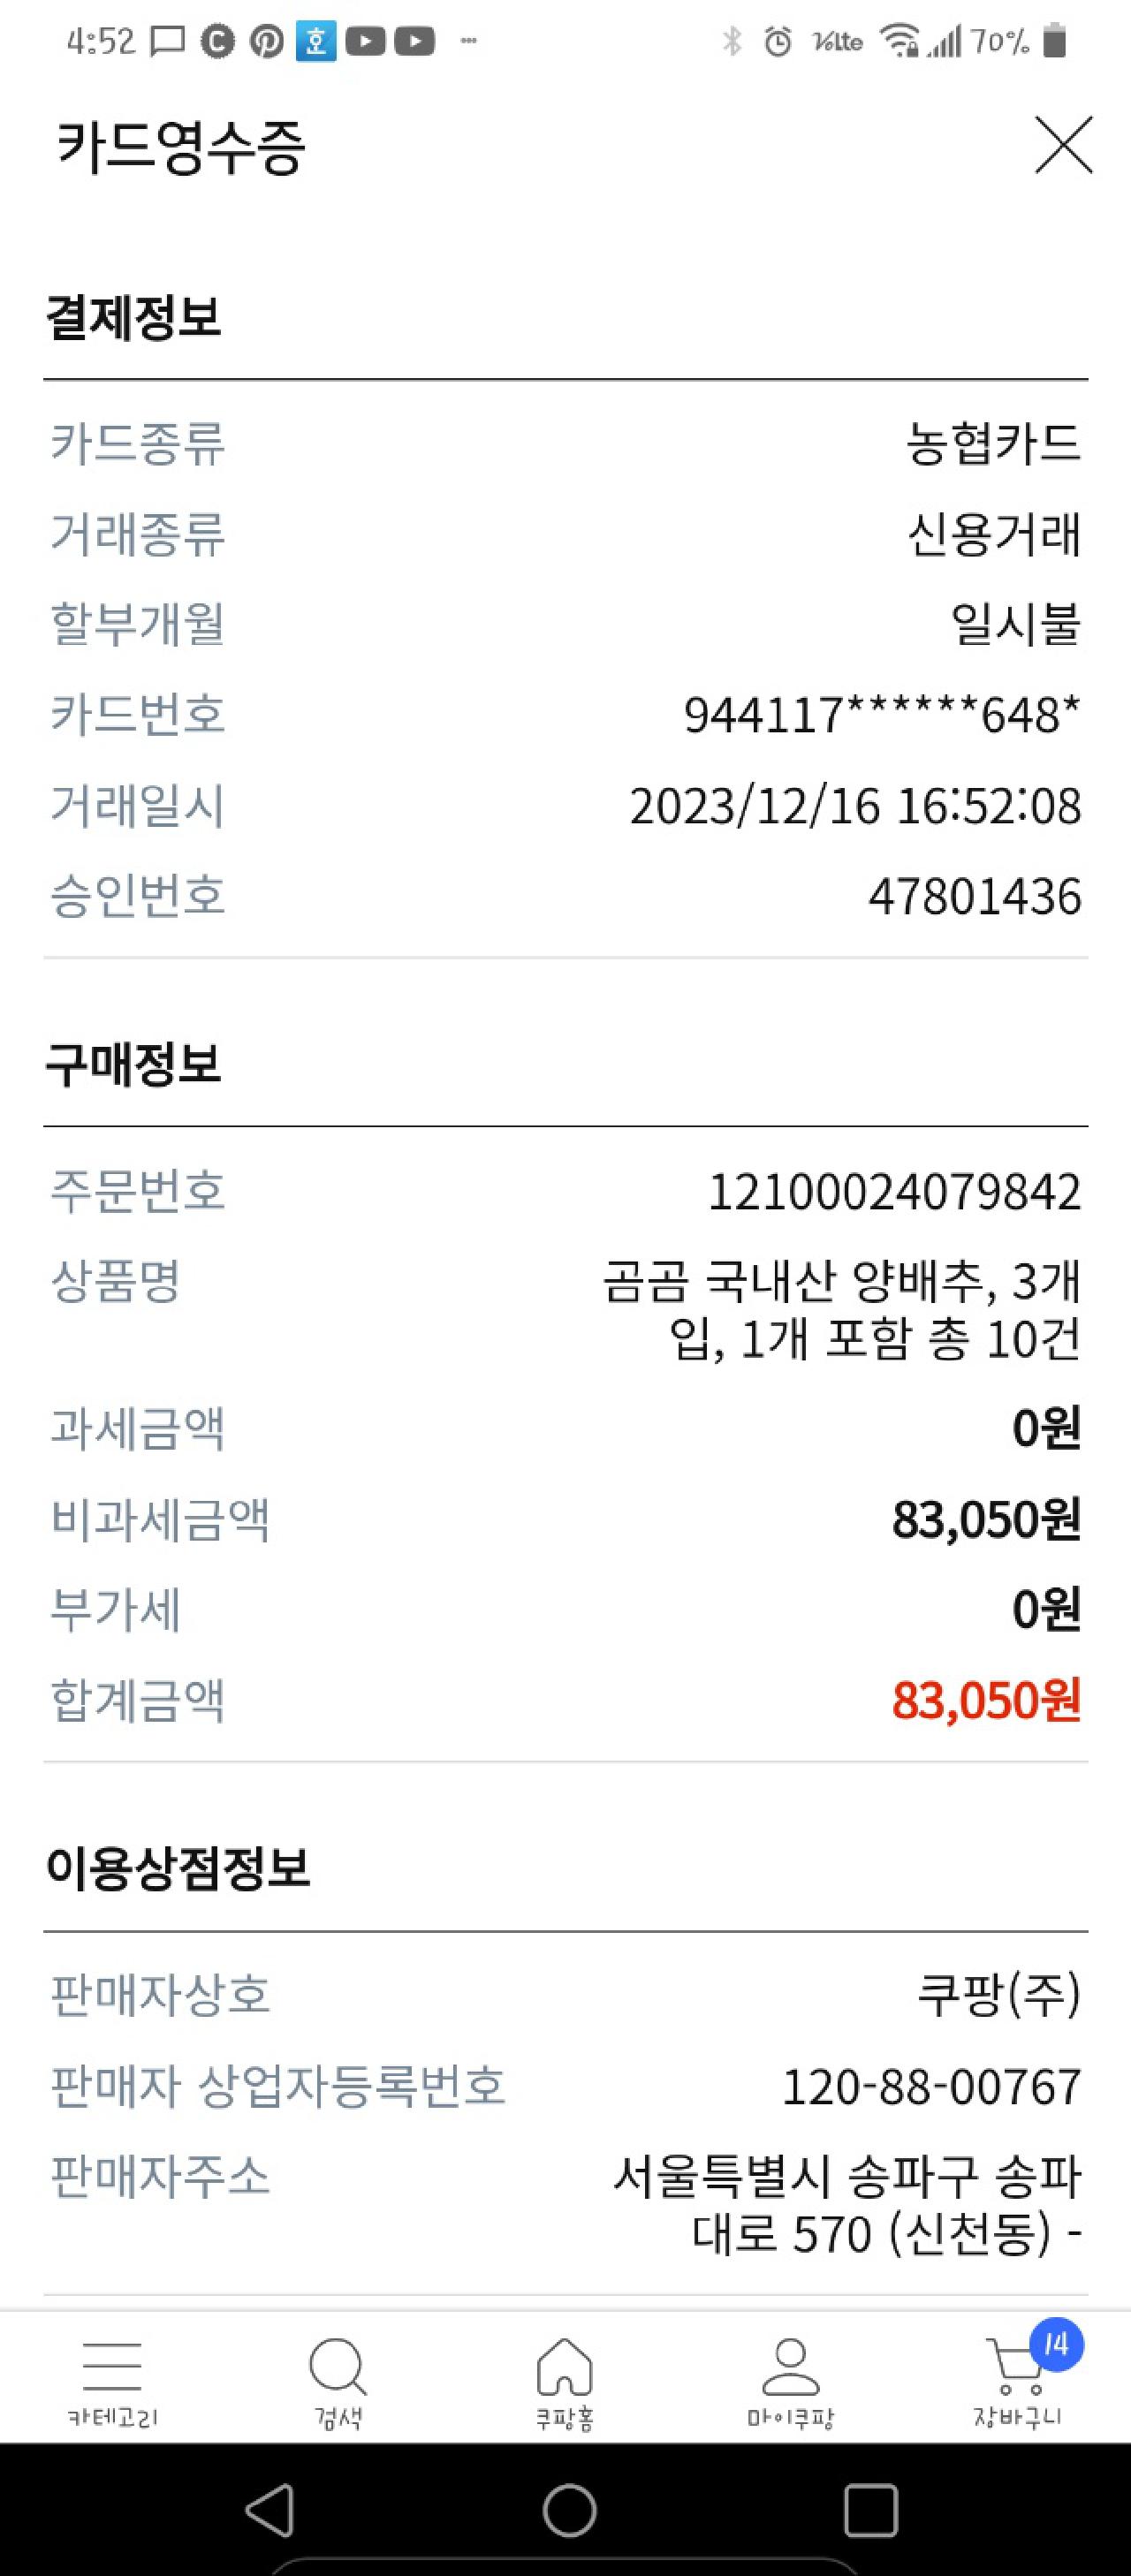 4:52 70%
카드영수증
결제정보
카드종류 농협카드
거래종류 신용거래
할부개월 일시불
카드번호 944117******648*
거래일시 2023/12/16 16:52:08
승인번호 47801436
구매정보
주문번호 12100024079842
상품명 곰곰 국내산 양배추, 3개
입, 1개 포함 총 10건
과세금액 0원
비과세금액 83,050원
부가세 0원
합계금액 83,050원
이용상점정보
판매자상호 쿠팡(주)
판매자 상업자등록번호 120-88-00767
판매자주소 서울특별시 송파구 송파
대로 570 (신천동) -
14
카테고리 검색 쿠팡홈 마이쿠팡 장바구니